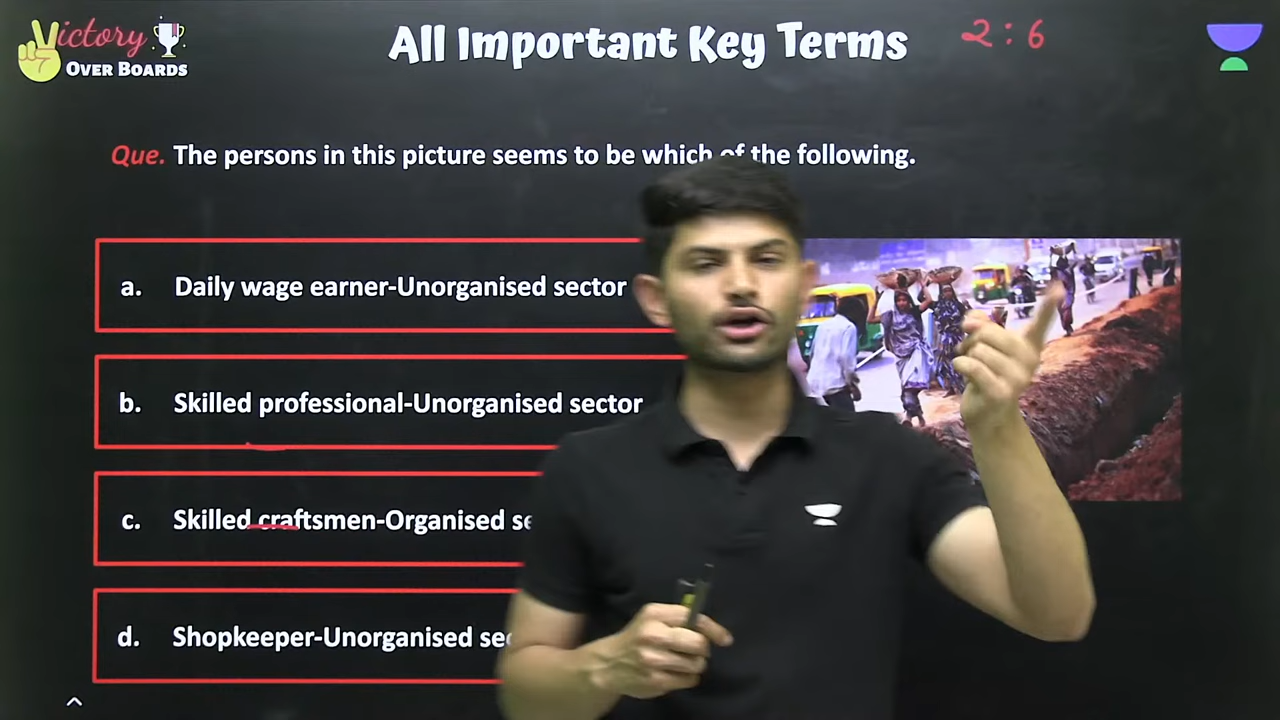 Victory
OVER BOARDS
All Important Key Terms
2:6
Que. The persons in this picture seems to be which of the following.
a. Daily wage earner-Unorganised sector
b. Skilled professional-Unorganised sector
c. Skilled craftsmen-Organised se
d. Shopkeeper-Unorganised sec